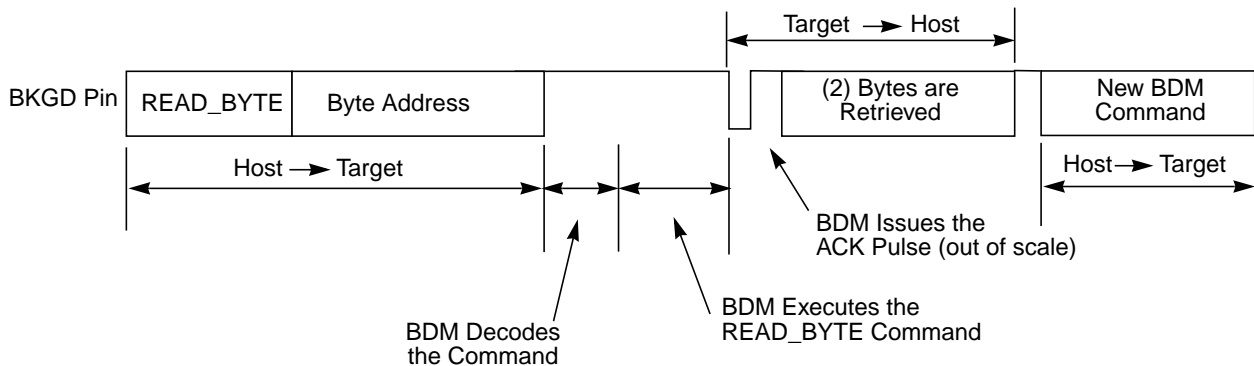 Target → Host
BKGD Pin
READ_BYTE
Byte Address
(2) Bytes are
Retrieved
New BDM
Command
Host → Target
Host → Target
BDM Issues the
ACK Pulse (out of scale)
BDM Decodes
the Command
BDM Executes the
READ_BYTE Command